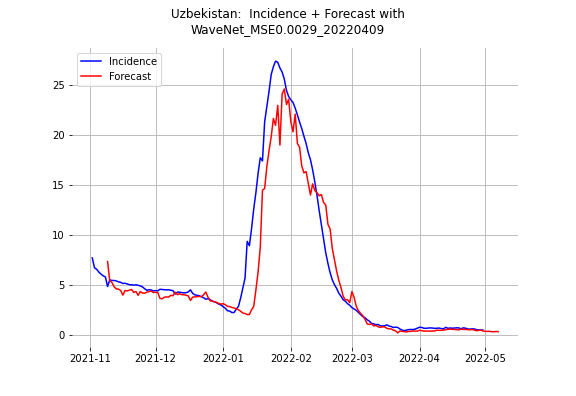 Uzbekistan:  Incidence + Forecast with
WaveNet_MSE0.0029_20220409
Incidence
Forecast
25
20
15
10
5
0
2021-11 2021-12 2022-01 2022-02 2022-03 2022-04 2022-05